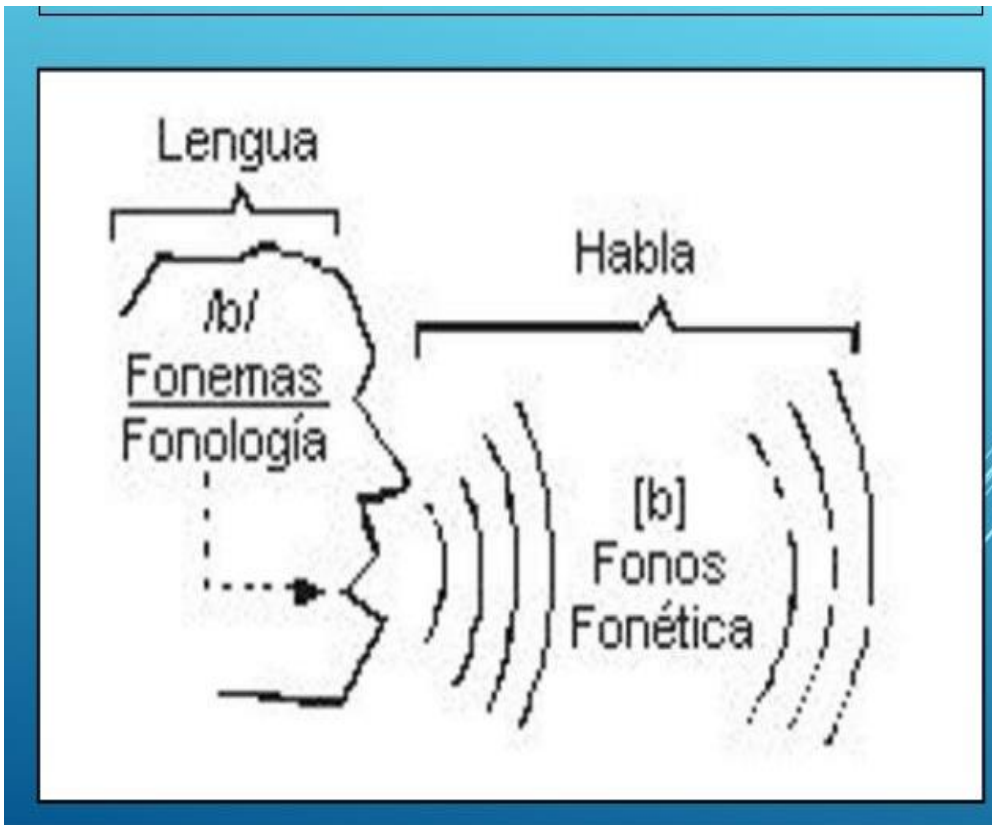 Lengua
/b/
Fonemas
Fonología
Habla
[b]
Fonos
Fonética